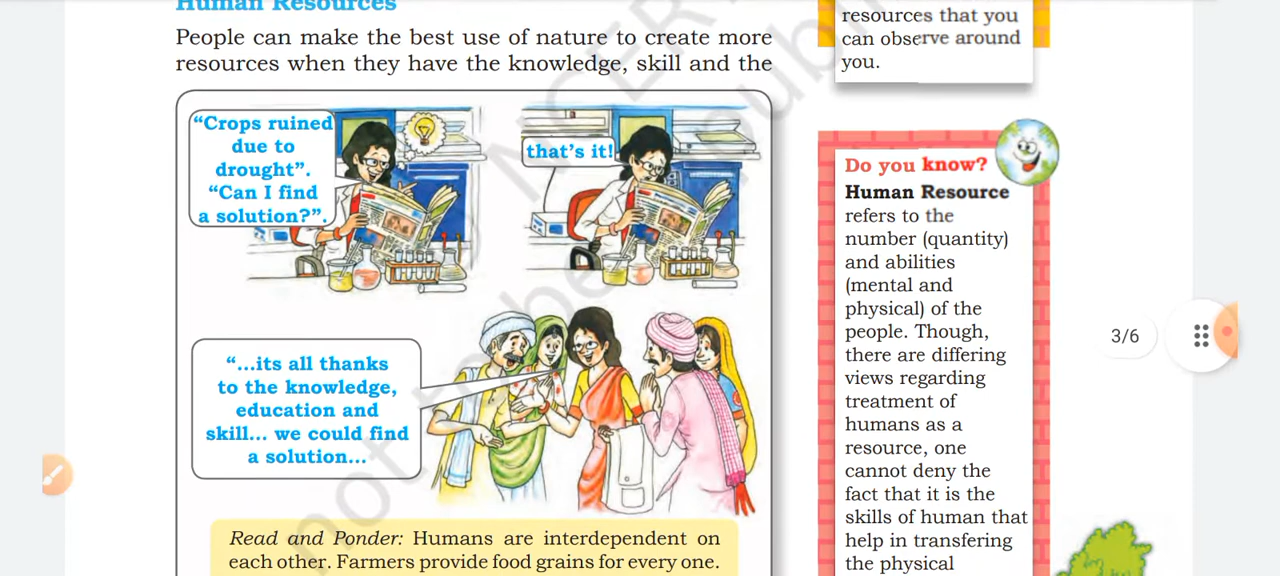 Human Resources
People can make the best use of nature to create more
resources when they have the knowledge, skill and the
"Crops ruined
due to
drought".
"Can I find
a solution?".
that's it!
"...its all thanks
to the knowledge,
education and
skill... we could find
a solution...
Read and Ponder: Humans are interdependent on
each other. Farmers provide food grains for every one.
resources that you
can observe around
you.
Do you know?
Human Resource
refers to the
number (quantity)
and abilities
(mental and
physical) of the
people. Though,
there are differing
views regarding
treatment of
humans as a
resource, one
cannot deny the
fact that it is the
skills of human that
help in transfering
the physical
3/6